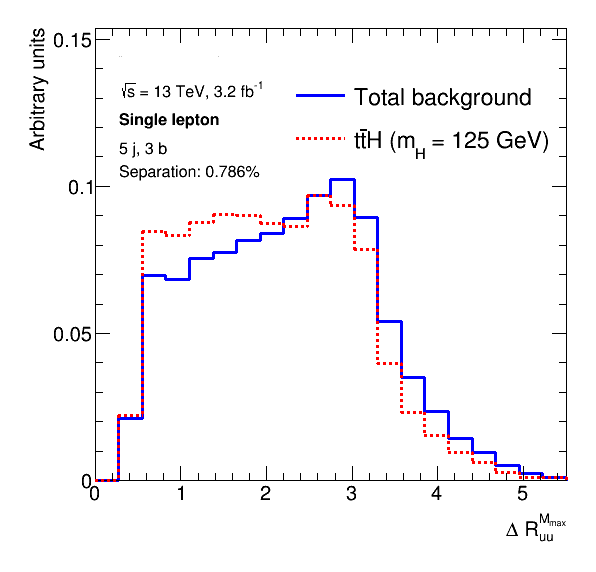 Arbitrary units
0.15
0.1
0.05
0
√s = 13 TeV, 3.2 fb⁻¹
Single lepton
5 j, 3 b
Separation: 0.786%
Total background
tt̄H (m_H = 125 GeV)
0 1 2 3 4 5
Δ R_uu^M_max